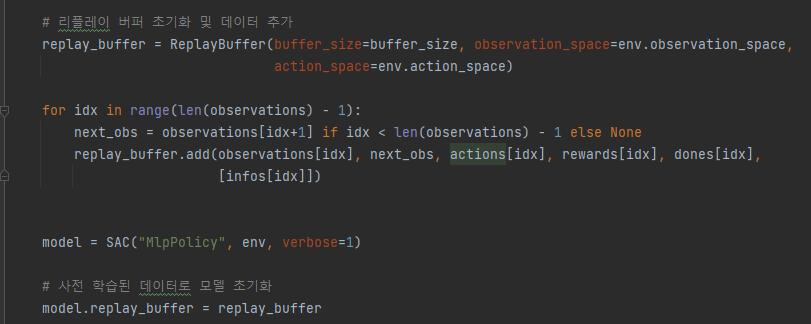 # 리플레이 버퍼 초기화 및 데이터 추가
replay_buffer = ReplayBuffer(buffer_size=buffer_size, observation_space=env.observation_space,
action_space=env.action_space)
for idx in range(len(observations) - 1):
next_obs = observations[idx+1] if idx < len(observations) - 1 else None
replay_buffer.add(observations[idx], next_obs, actions[idx], rewards[idx], dones[idx],
[infos[idx]])
model = SAC("MlpPolicy", env, verbose=1)
# 사전 학습된 데이터로 모델 초기화
model.replay_buffer = replay_buffer